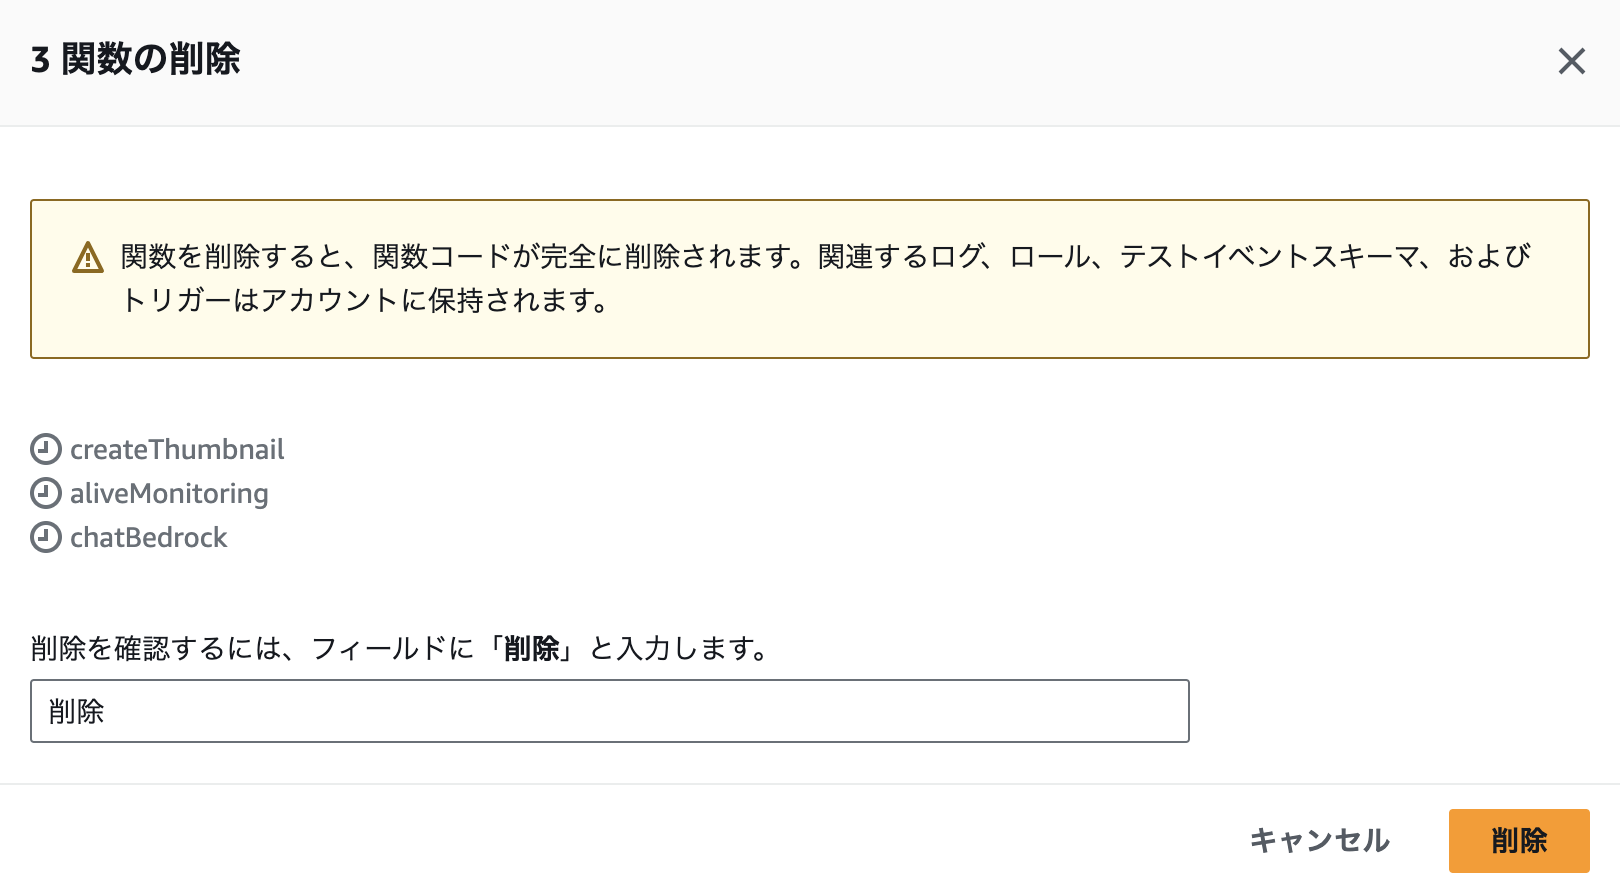 3 関数の削除
関数を削除すると、関数コードが完全に削除されます。関連するログ、ロール、テストイベントスキーマ、および
トリガーはアカウントに保持されます。
createThumbnail
aliveMonitoring
chatBedrock
削除を確認するには、フィールドに「削除」と入力します。
削除
キャンセル
削除